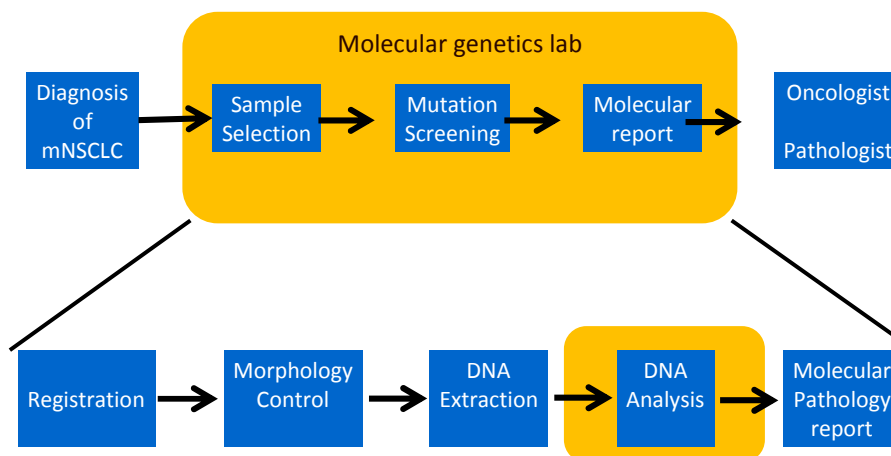 Molecular genetics lab
Diagnosis
of
mNSCLC
Sample
Selection
Mutation
Screening
Molecular
report
Oncologist
Pathologist
Registration
Morphology
Control
DNA
Extraction
DNA
Analysis
Molecular
Pathology
report